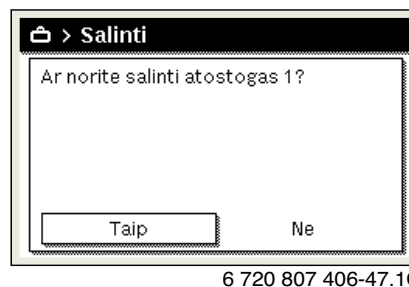 > Salinti
Ar norite salinti atostogas 1?
Taip Ne
6 720 807 406-47.1